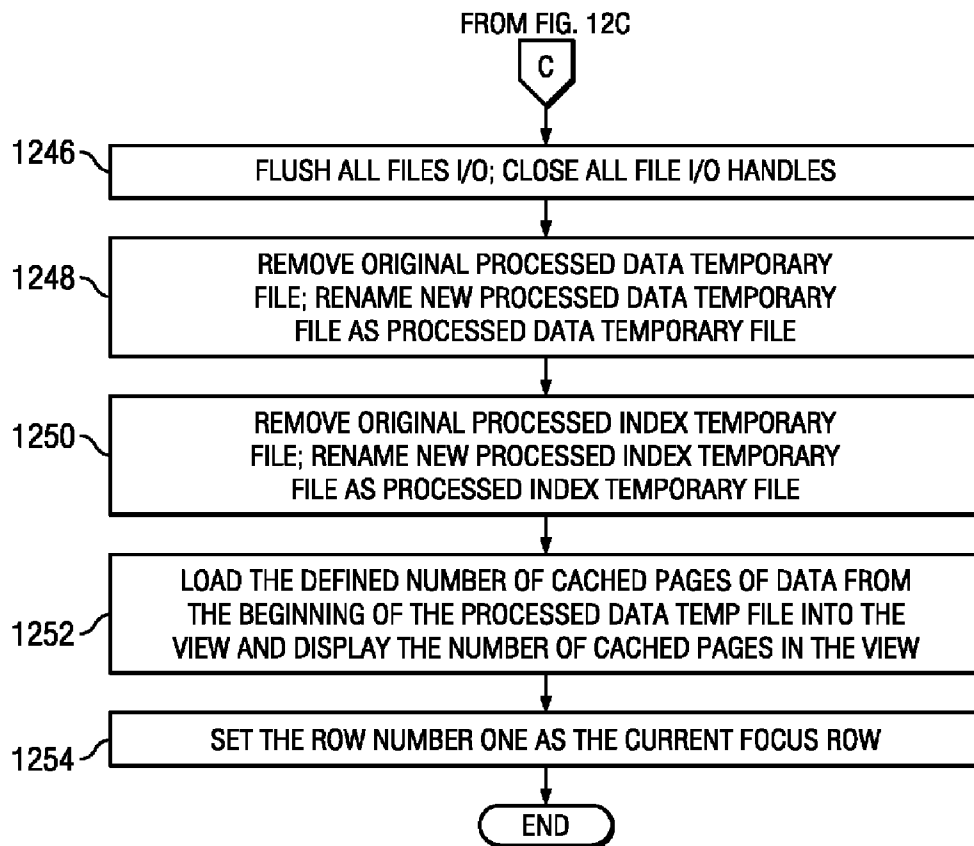 FROM FIG. 12C
C
1246
FLUSH ALL FILES I/O; CLOSE ALL FILE I/O HANDLES
1248
REMOVE ORIGINAL PROCESSED DATA TEMPORARY
FILE; RENAME NEW PROCESSED DATA TEMPORARY
FILE AS PROCESSED DATA TEMPORARY FILE
1250
REMOVE ORIGINAL PROCESSED INDEX TEMPORARY
FILE; RENAME NEW PROCESSED INDEX TEMPORARY
FILE AS PROCESSED INDEX TEMPORARY FILE
1252
LOAD THE DEFINED NUMBER OF CACHED PAGES OF DATA FROM
THE BEGINNING OF THE PROCESSED DATA TEMP FILE INTO THE
VIEW AND DISPLAY THE NUMBER OF CACHED PAGES IN THE VIEW
1254
SET THE ROW NUMBER ONE AS THE CURRENT FOCUS ROW
END